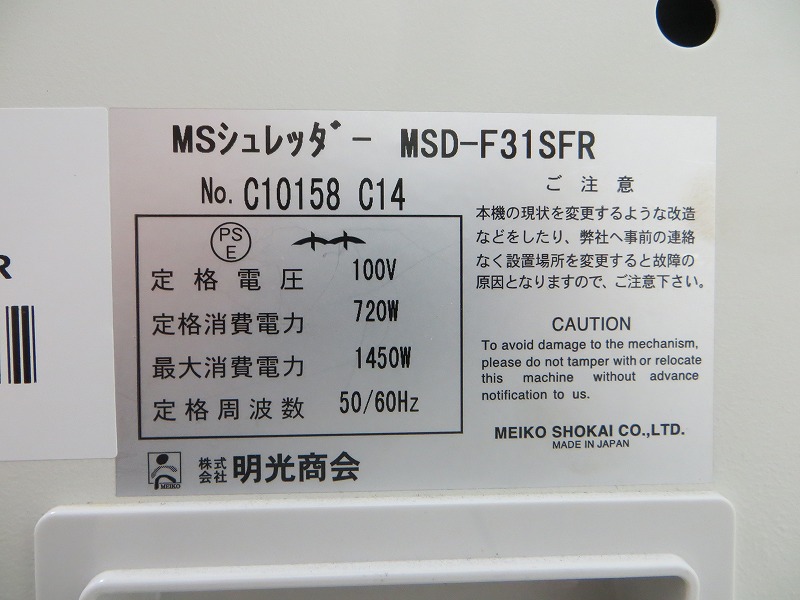 MSシュレッダー MSD-F31SFR
No. C10158 C14
PS
E
定格電圧 100V
定格消費電力 720W
最大消費電力 1450W
定格周波数 50/60Hz
MEIKO
株式
会社
明光商会
ご注意
本機の現状を変更するような改造
などをしたり、弊社へ事前の連絡
なく設置場所を変更すると故障の
原因となりますので、ご注意下さい。
CAUTION
To avoid damage to the mechanism,
please do not tamper with or relocate
this machine without advance
notification to us.
MEIKO SHOKAI CO.,LTD.
MADE IN JAPAN
R